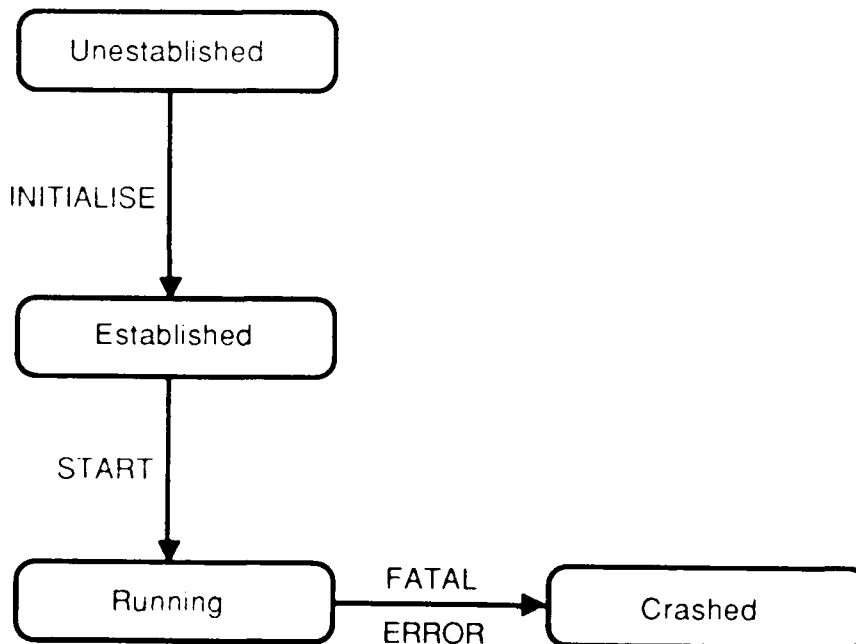 Unestablished
INITIALISE
Established
START
Running
FATAL
ERROR
Crashed